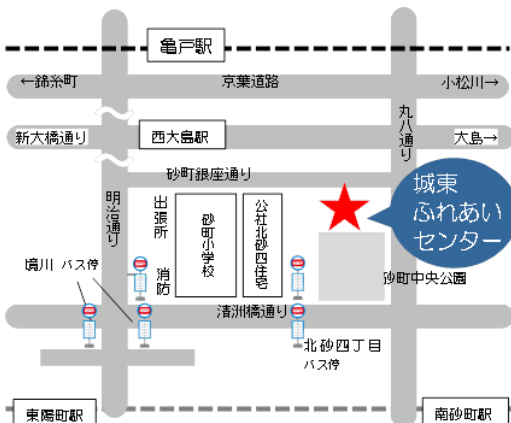 亀戸駅
←錦糸町
京葉道路
小松川→
丸八通り
新大橋通り
西大島駅
大島→
砂町銀座通り
明治通り
出張所
消防
砂町小学校
公社北砂四住宅
城東
ふれあい
センター
境川 バス停
砂町中央公園
清洲橋通り
北砂四丁目
バス停
東陽町駅
南砂町駅